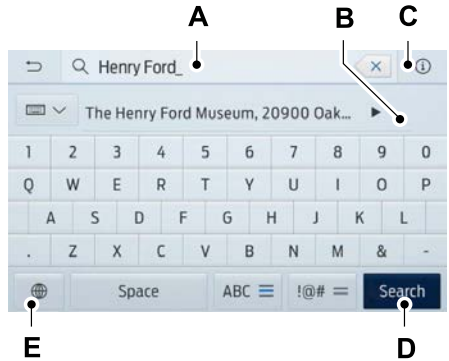 A B C
Henry Ford_
The Henry Ford Museum, 20900 Oak...
1 2 3 4 5 6 7 8 9 0
Q W E R T Y U I O P
A S D F G H J K L
. Z X C V B N M & -
Space ABC !@# Search
E D